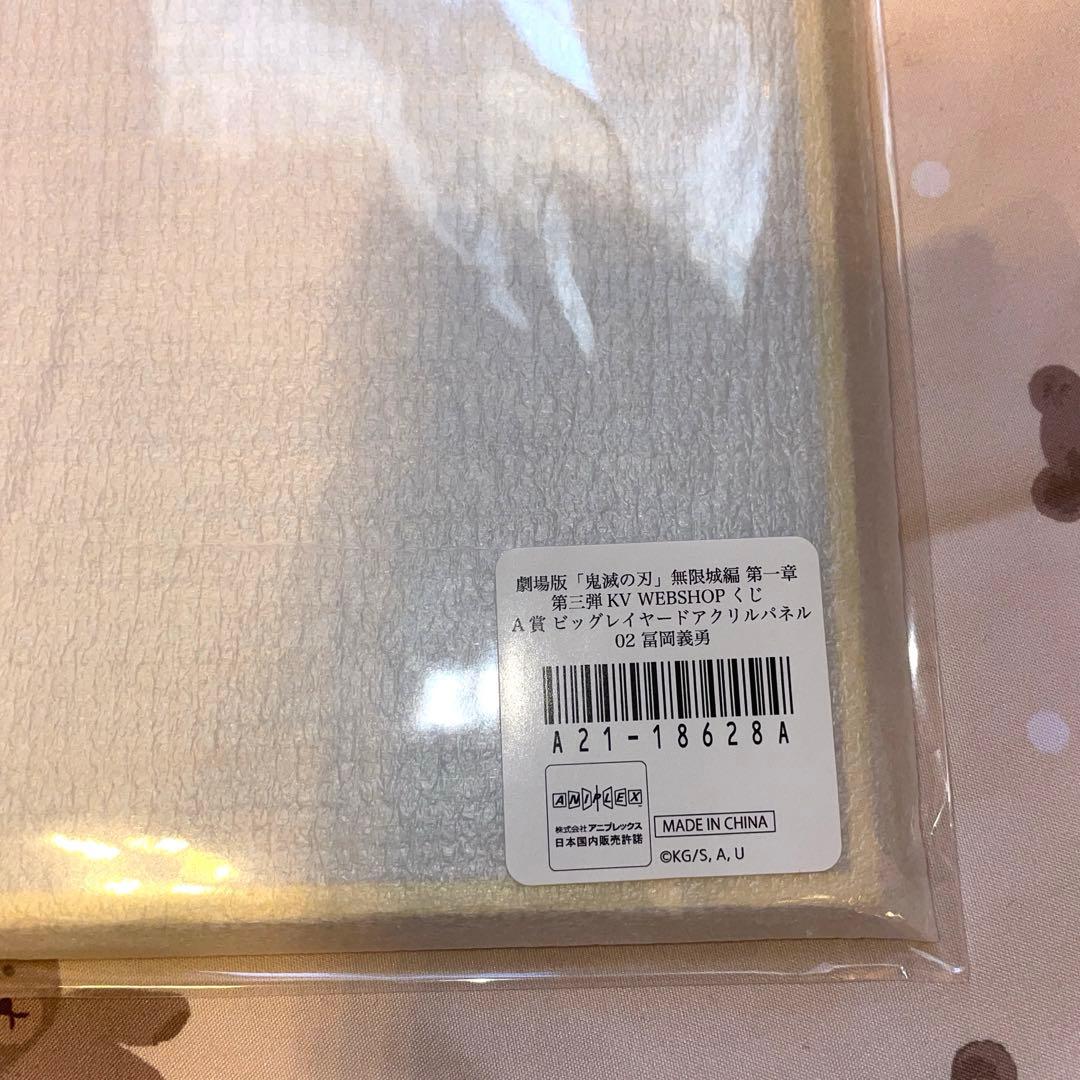 劇場版「鬼滅の刃」無限城編 第一章
第三弾 KV WEBSHOP くじ
A 賞 ビッグレイヤードアクリルパネル
02 冨岡義勇
A21-18628A
ANIPLEX
株式会社 アニプレックス
日本国内販売許諾
MADE IN CHINA
©KG/S, A, U